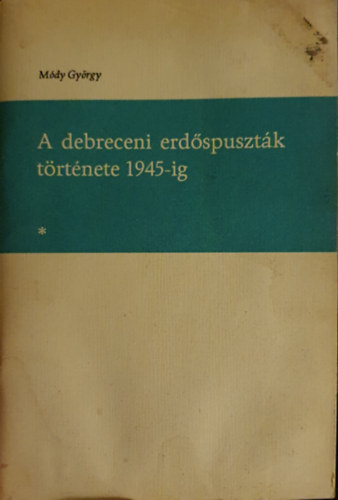 Módy György
A debreceni erdőspuszták
története 1945-ig
*